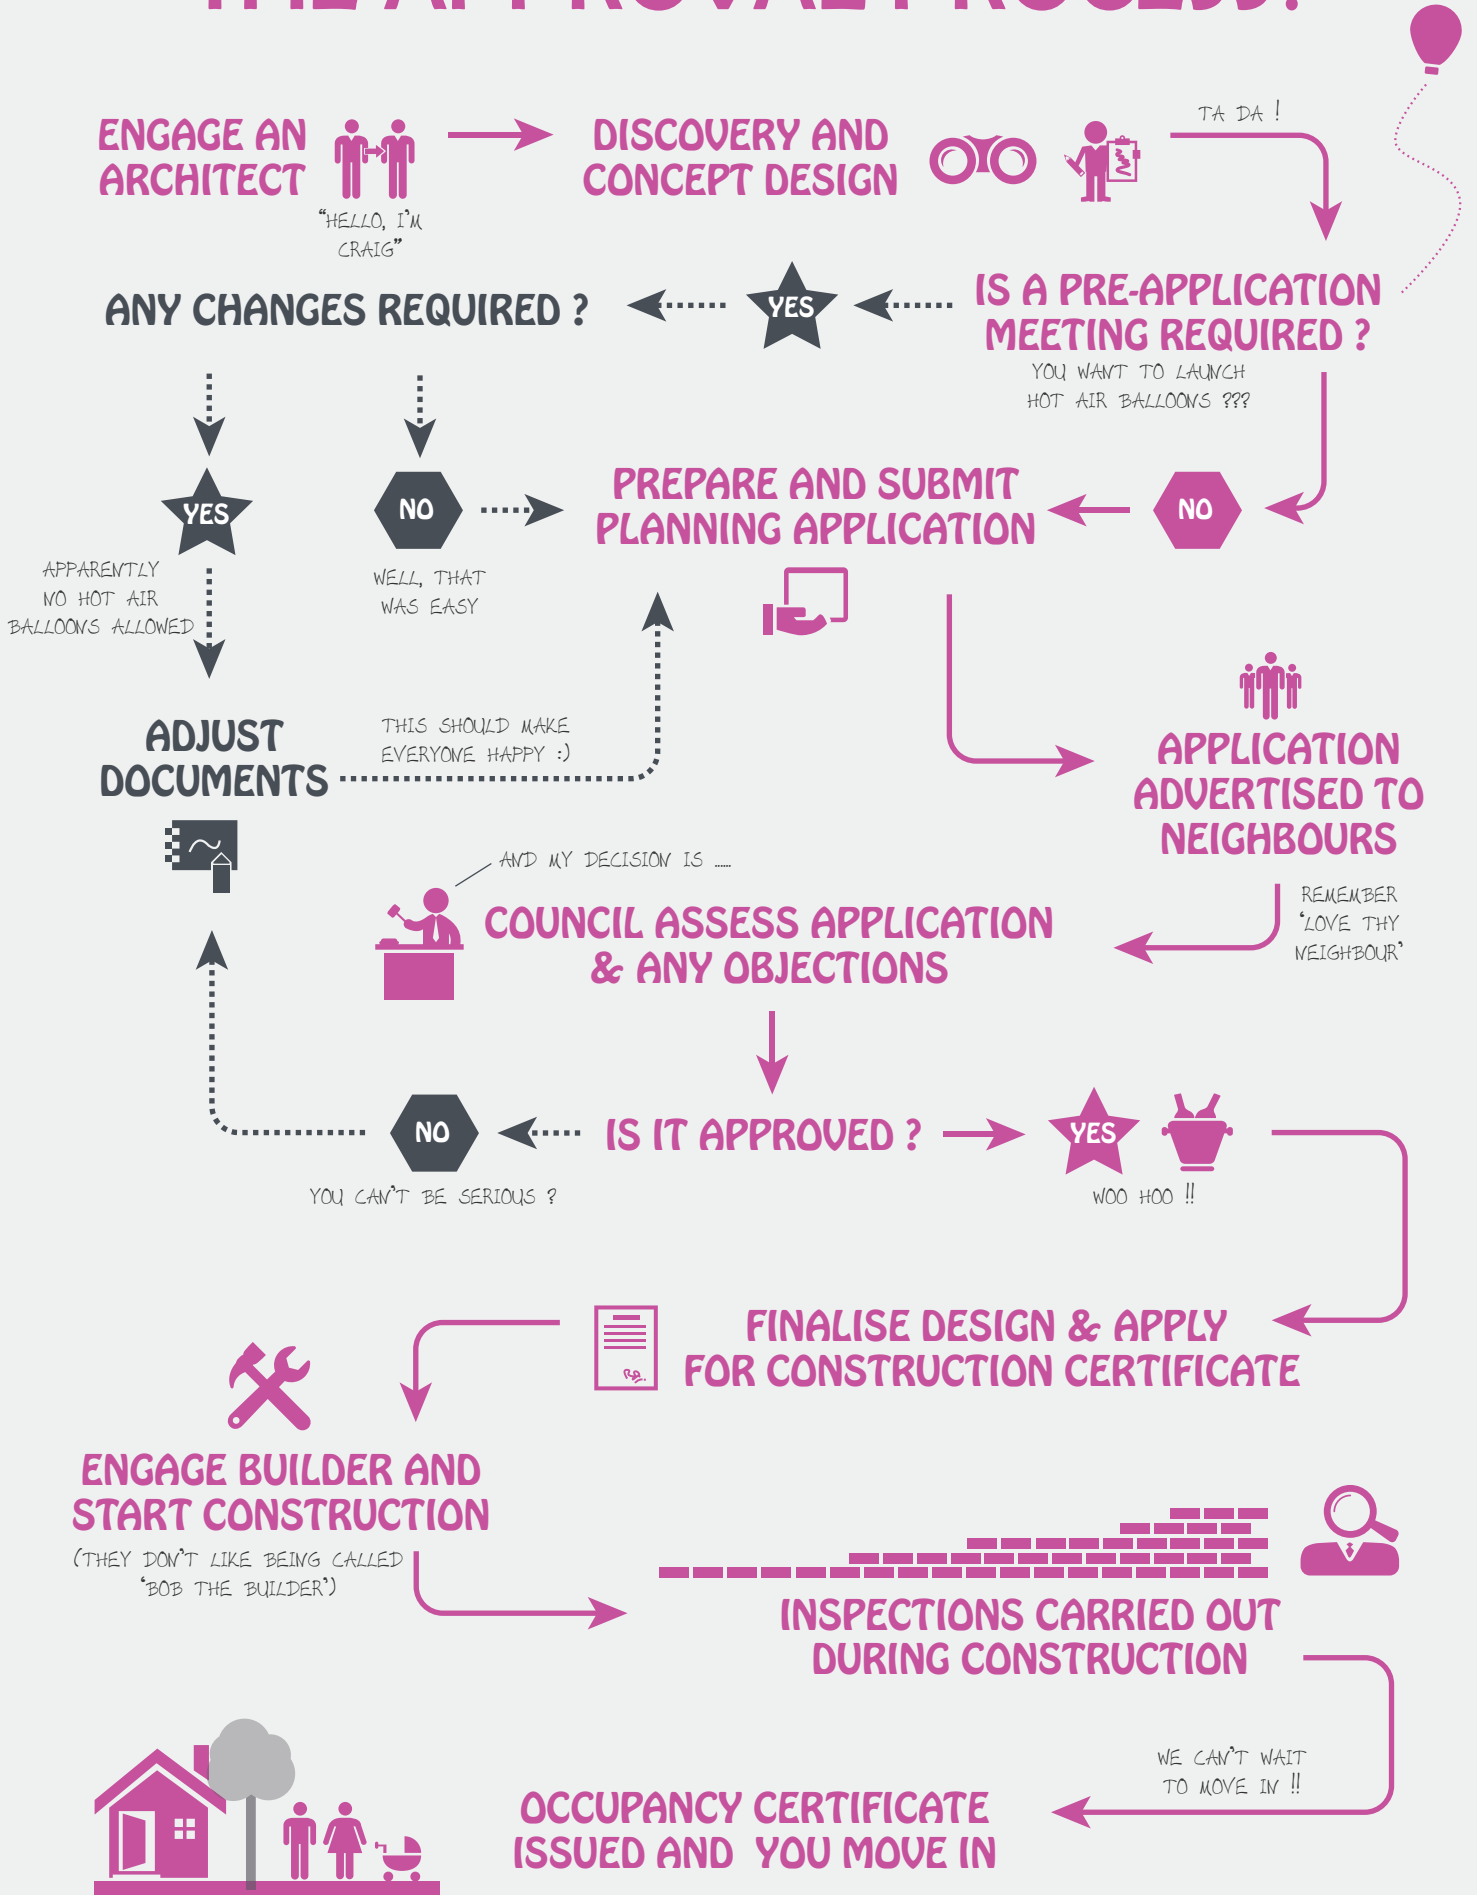 THE APPROVAL PROCESS?
ENGAGE AN
ARCHITECT
“HELLO, I’M
CRAIG”
DISCOVERY AND
CONCEPT DESIGN
TA DA !
IS A PRE-APPLICATION
MEETING REQUIRED ?
YOU WANT TO LAUNCH
HOT AIR BALLOONS ???
YES
ANY CHANGES REQUIRED ?
YES
APPARENTLY
NO HOT AIR
BALLOONS ALLOWED
NO
WELL, THAT
WAS EASY
PREPARE AND SUBMIT
PLANNING APPLICATION
NO
ADJUST
DOCUMENTS
THIS SHOULD MAKE
EVERYONE HAPPY :)
APPLICATION
ADVERTISED TO
NEIGHBOURS
REMEMBER
‘LOVE THY
NEIGHBOUR’
AND MY DECISION IS ......
COUNCIL ASSESS APPLICATION
& ANY OBJECTIONS
IS IT APPROVED ?
NO
YOU CAN’T BE SERIOUS ?
YES
WOO HOO !!
FINALISE DESIGN & APPLY
FOR CONSTRUCTION CERTIFICATE
ENGAGE BUILDER AND
START CONSTRUCTION
(THEY DON’T LIKE BEING CALLED
‘BOB THE BUILDER’)
INSPECTIONS CARRIED OUT
DURING CONSTRUCTION
WE CAN’T WAIT
TO MOVE IN !!
OCCUPANCY CERTIFICATE
ISSUED AND YOU MOVE IN